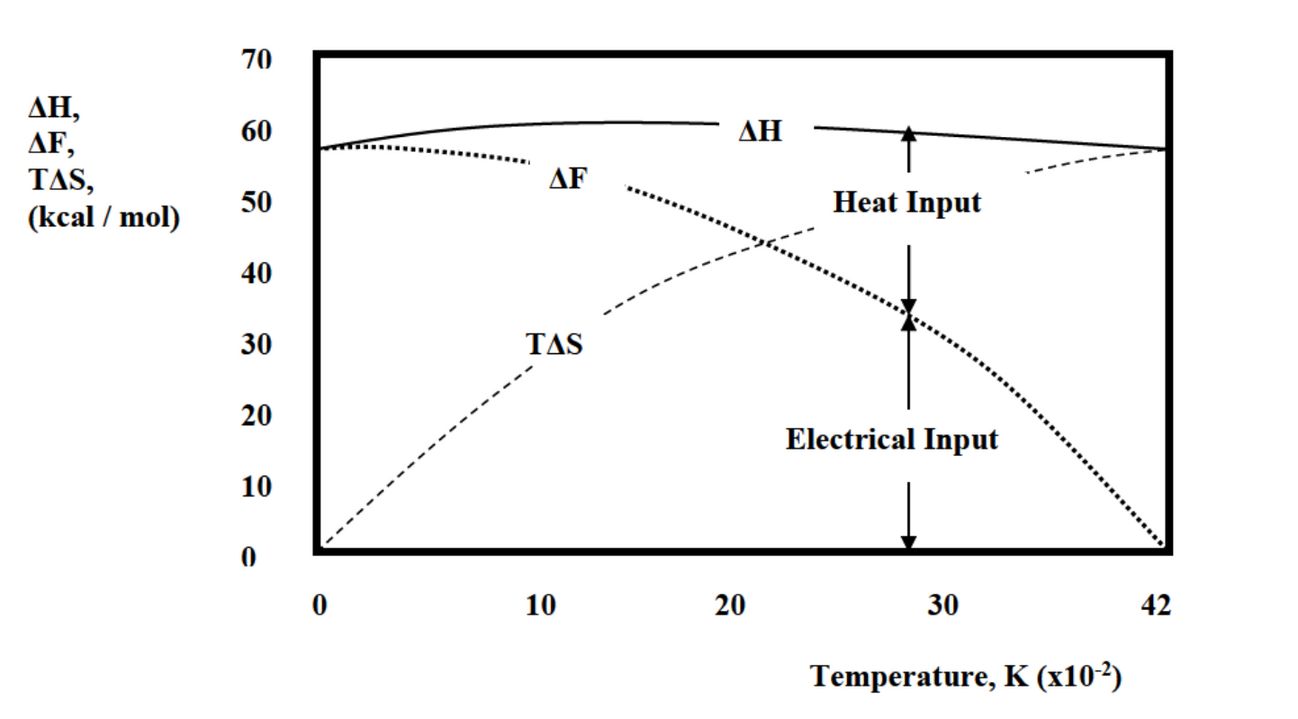 70
ΔH,
ΔF,
TΔS,
(kcal / mol)
60
50
40
30
20
10
0
ΔH
ΔF
Heat Input
TΔS
Electrical Input
0 10 20 30 42
Temperature, K (x10⁻²)